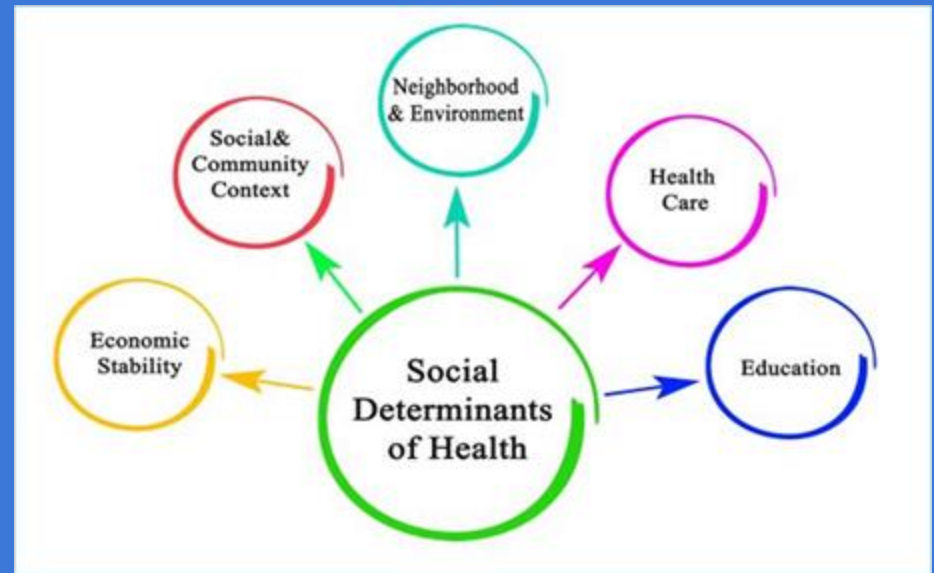 Neighborhood
& Environment
Social&
Community
Context
Health
Care
Economic
Stability
Education
Social
Determinants
of Health